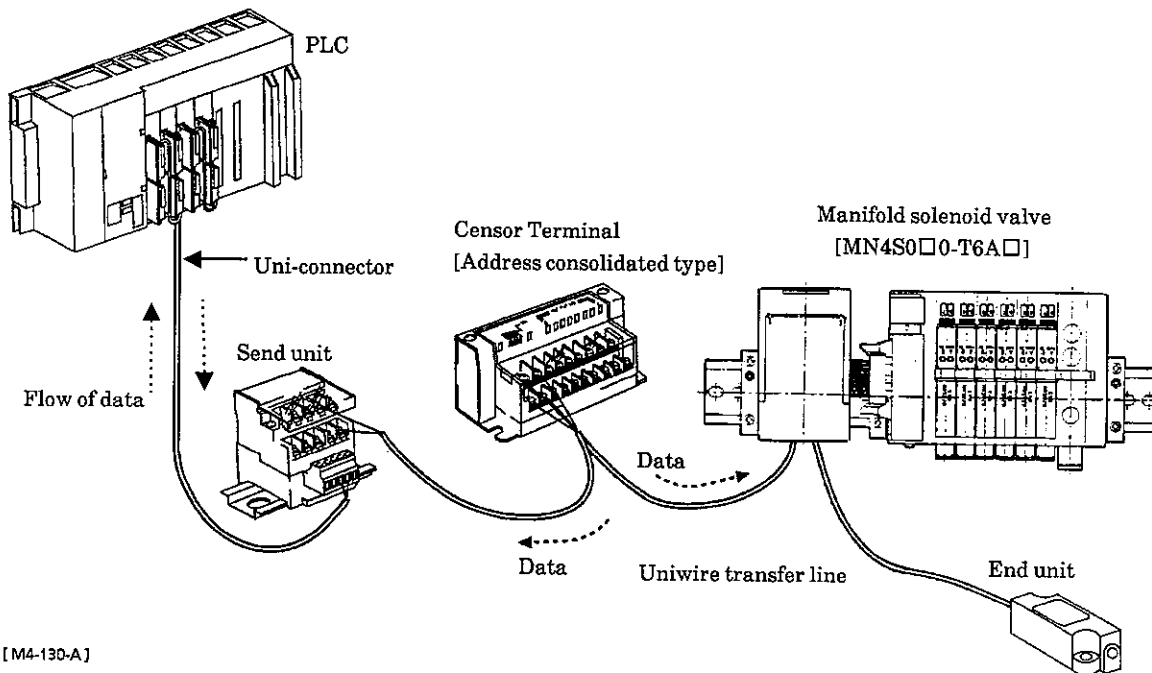 PLC
Uni-connector
Flow of data
Send unit
Censor Terminal
[Address consolidated type]
Manifold solenoid valve
[MN4S0□0-T6A□]
Data
Data
Uniwire transfer line
End unit
[M4-130-A]